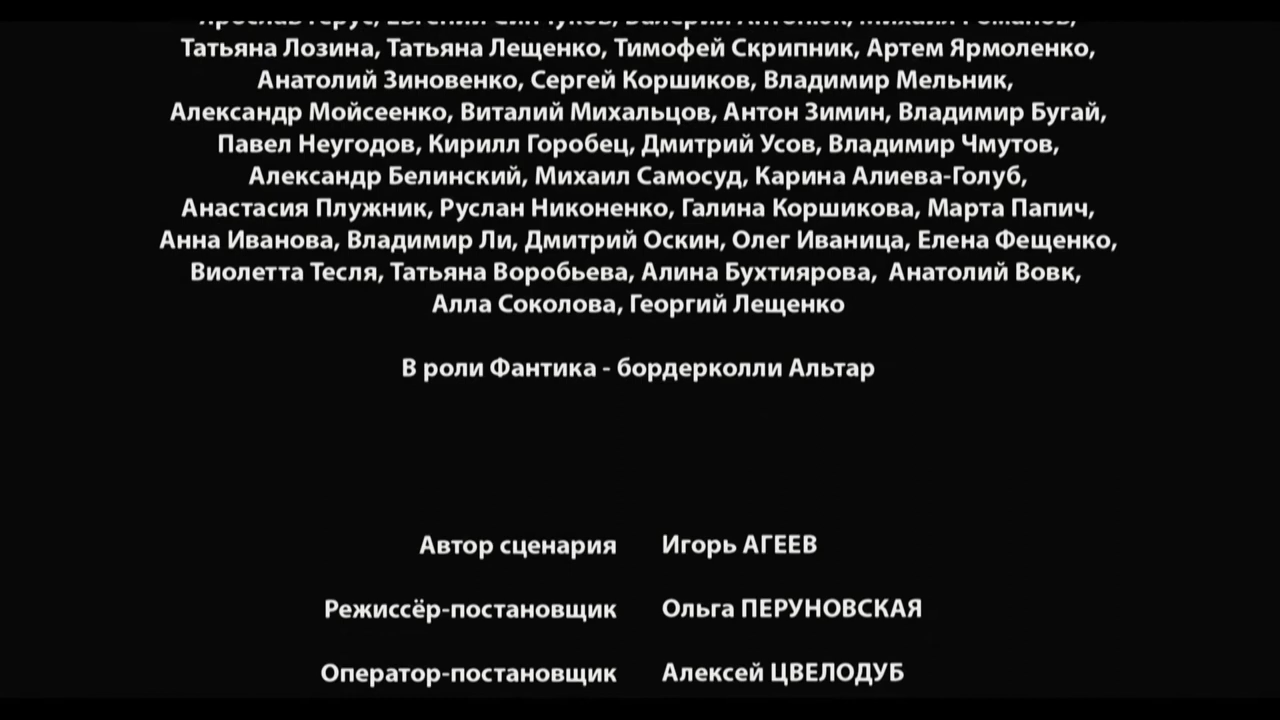 Татьяна Лозина, Татьяна Лещенко, Тимофей Скрипник, Артем Ярмоленко,
Анатолий Зиновенко, Сергей Коршиков, Владимир Мельник,
Александр Мойсеенко, Виталий Михальцов, Антон Зимин, Владимир Бугай,
Павел Неугодов, Кирилл Горобец, Дмитрий Усов, Владимир Чмутов,
Александр Белинский, Михаил Самосуд, Карина Алиева-Голуб,
Анастасия Плужник, Руслан Никоненко, Галина Коршикова, Марта Папич,
Анна Иванова, Владимир Ли, Дмитрий Оскин, Олег Иваница, Елена Фещенко,
Виолетта Тесля, Татьяна Воробьева, Алина Бухтиярова, Анатолий Вовк,
Алла Соколова, Георгий Лещенко
В роли Фантика - бордерколли Альтар
Автор сценария Игорь АГЕЕВ
Режиссёр-постановщик Ольга ПЕРУНОВСКАЯ
Оператор-постановщик Алексей ЦВЕЛОДУБ